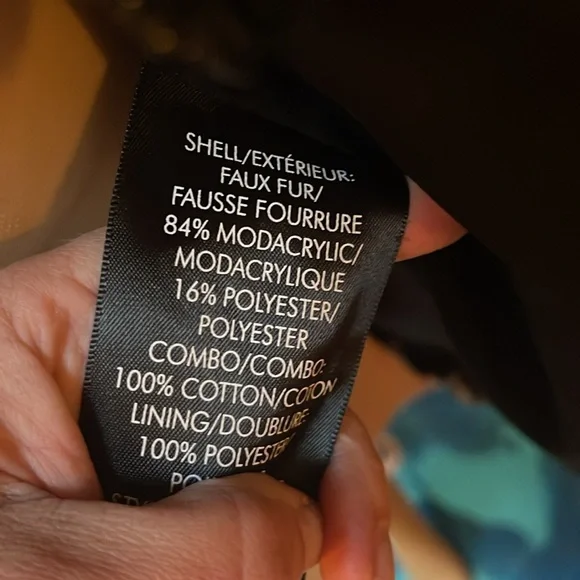 SHELL/EXTÉRIEUR:
FAUX FUR/
FAUSSE FOURRURE
84% MODACRYLIC/
MODACRYLIQUE
16% POLYESTER/
POLYESTER
COMBO/COMBO:
100% COTTON/COTON
LINING/DOUBLURE:
100% POLYESTER/